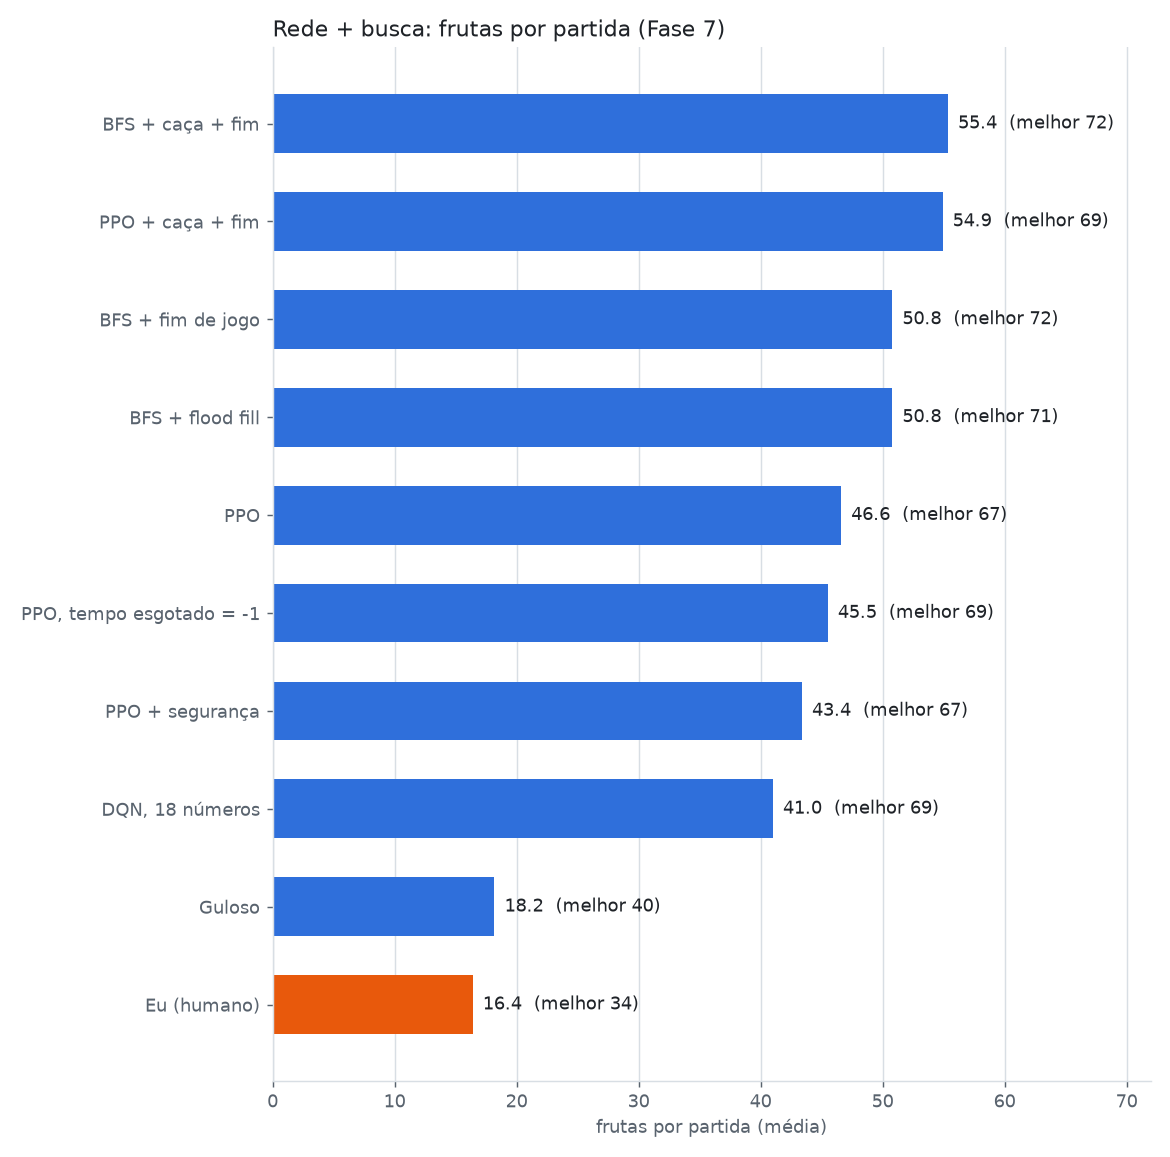 Rede + busca: frutas por partida (Fase 7)
BFS + caça + fim 55.4 (melhor 72)
PPO + caça + fim 54.9 (melhor 69)
BFS + fim de jogo 50.8 (melhor 72)
BFS + flood fill 50.8 (melhor 71)
PPO 46.6 (melhor 67)
PPO, tempo esgotado = -1 45.5 (melhor 69)
PPO + segurança 43.4 (melhor 67)
DQN, 18 números 41.0 (melhor 69)
Guloso 18.2 (melhor 40)
Eu (humano) 16.4 (melhor 34)
0 10 20 30 40 50 60 70
frutas por partida (média)